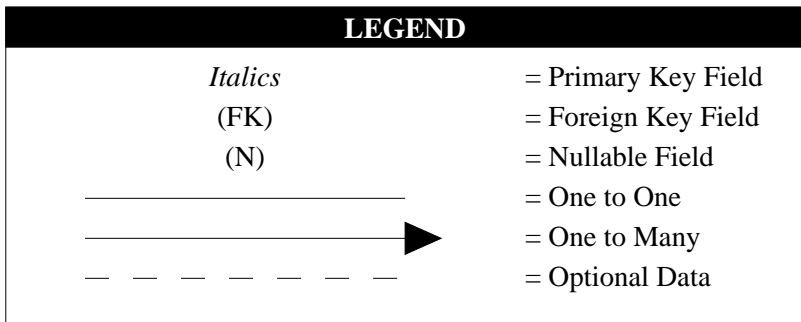 LEGEND
Italics = Primary Key Field
(FK) = Foreign Key Field
(N) = Nullable Field
= One to One
= One to Many
= Optional Data